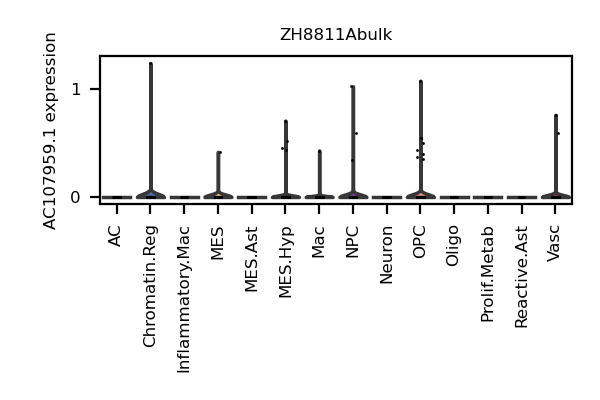 ZH8811Abulk
AC107959.1 expression
1
0
AC
Chromatin.Reg
Inflammatory.Mac
MES
MES.Ast
MES.Hyp
Mac
NPC
Neuron
OPC
Oligo
Prolif.Metab
Reactive.Ast
Vasc